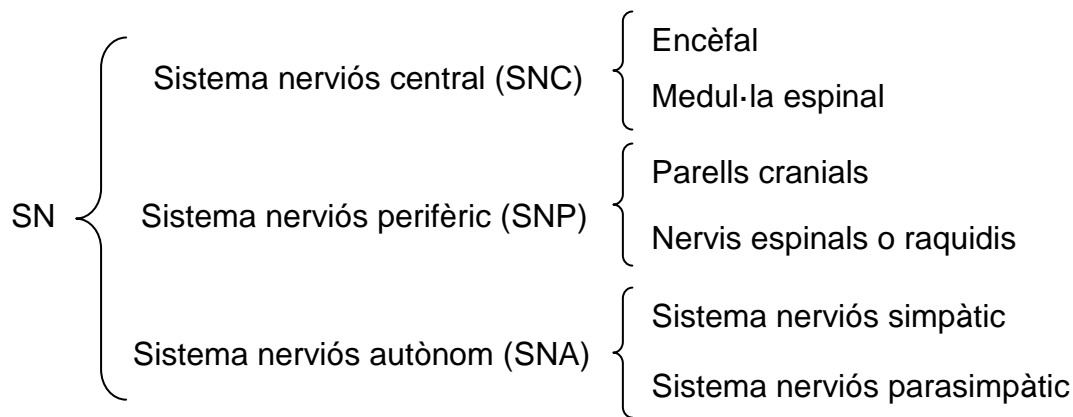 SN
Sistema nerviós central (SNC)
Encèfal
Medul·la espinal
Sistema nerviós perifèric (SNP)
Parells cranials
Nervis espinals o raquidis
Sistema nerviós autònom (SNA)
Sistema nerviós simpàtic
Sistema nerviós parasimpàtic